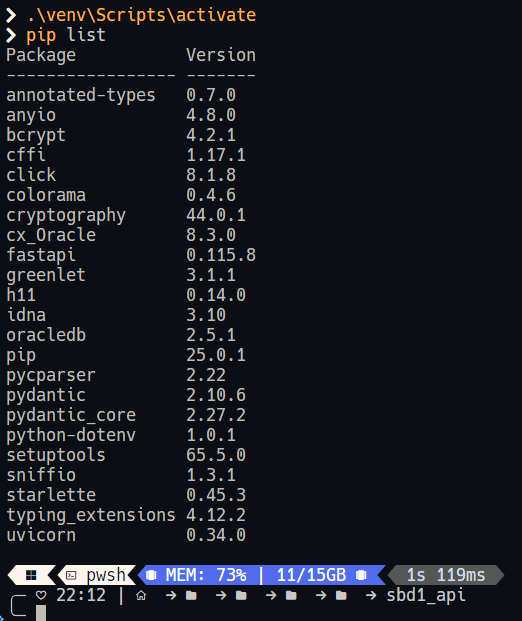 ❯ .\venv\Scripts\activate
❯ pip list
Package           Version
----------------- -------
annotated-types   0.7.0
anyio             4.8.0
bcrypt            4.2.1
cffi              1.17.1
click             8.1.8
colorama          0.4.6
cryptography      44.0.1
cx_Oracle         8.3.0
fastapi           0.115.8
greenlet          3.1.1
h11               0.14.0
idna              3.10
oracledb          2.5.1
pip               25.0.1
pycparser         2.22
pydantic          2.10.6
pydantic_core     2.27.2
python-dotenv     1.0.1
setuptools        65.5.0
sniffio           1.3.1
starlette         0.45.3
typing_extensions 4.12.2
uvicorn           0.34.0
pwsh MEM: 73% | 11/15GB 1s 119ms
♡ 22:12 | → → → → → sbd1_api